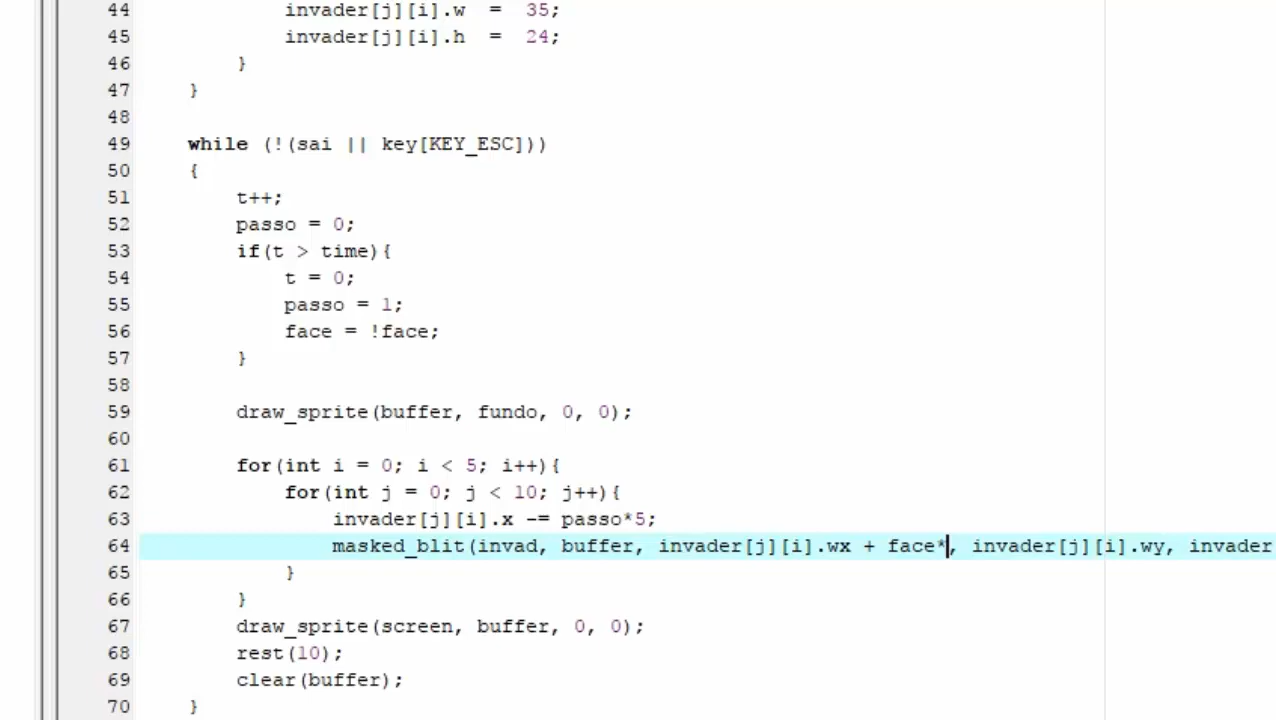 44 invader[j][i].w = 35;
45 invader[j][i].h = 24;
46 }
47 }
48
49 while (!(sai || key[KEY_ESC]))
50 {
51 t++;
52 passo = 0;
53 if(t > time){
54 t = 0;
55 passo = 1;
56 face = !face;
57 }
58
59 draw_sprite(buffer, fundo, 0, 0);
60
61 for(int i = 0; i < 5; i++){
62 for(int j = 0; j < 10; j++){
63 invader[j][i].x -= passo*5;
64 masked_blit(invad, buffer, invader[j][i].wx + face*, invader[j][i].wy, invader
65 }
66 }
67 draw_sprite(screen, buffer, 0, 0);
68 rest(10);
69 clear(buffer);
70 }